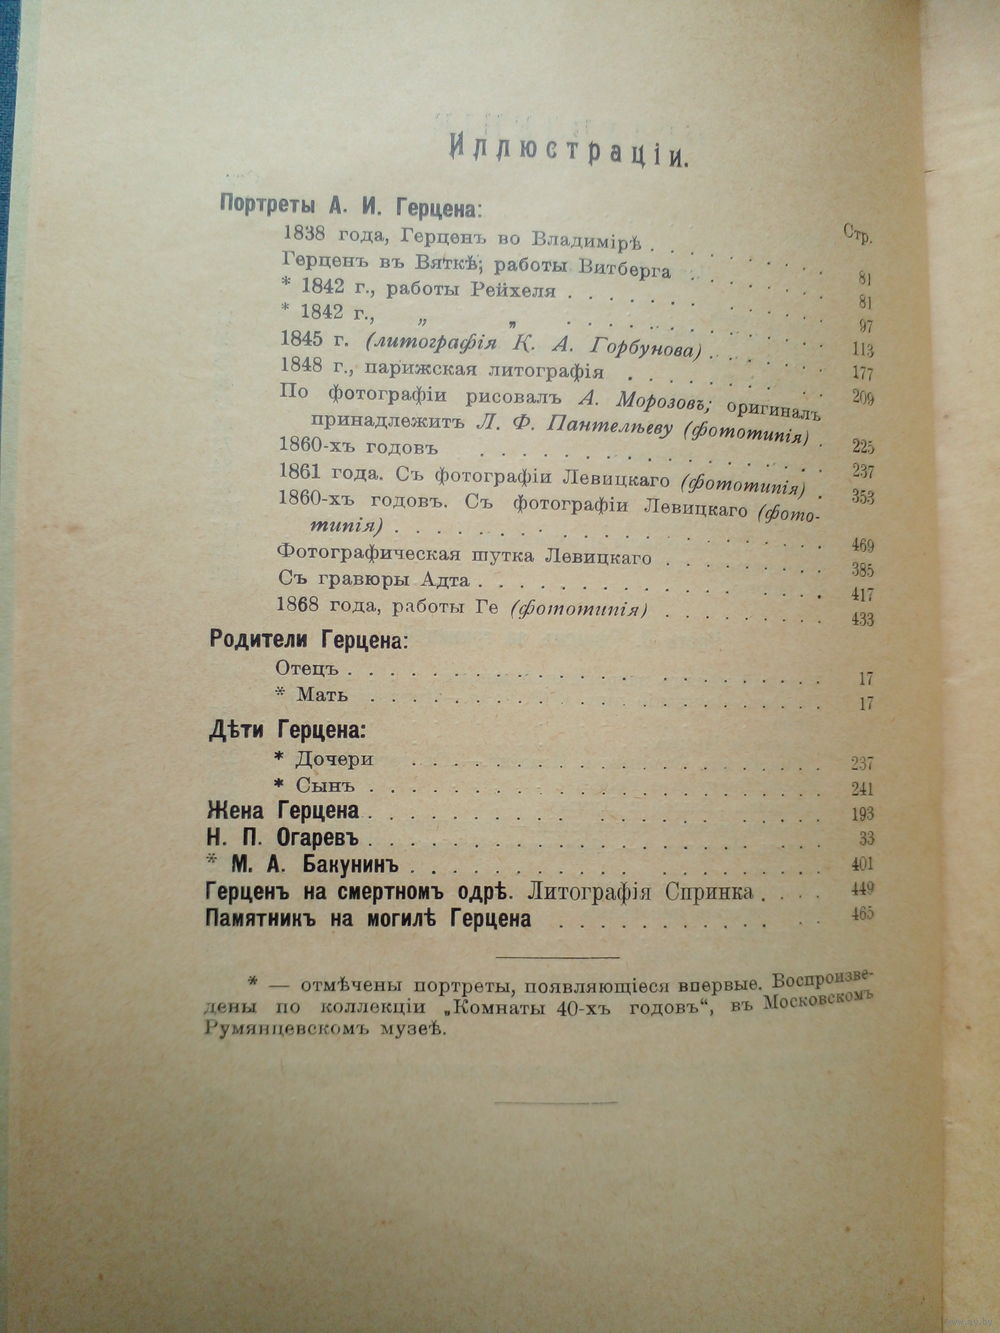 Иллюстраціи.
Портреты А. И. Герцена:
Стр.
1838 года, Герценъ во Владимірѣ . . . . . . . . 81
Герценъ въ Вяткѣ; работы Витберга . . . . . . . 81
* 1842 г., работы Рейхеля . . . . . . . . . . . . 97
* 1842 г., „ „ . . . . . . . . . . . . 113
1845 г. (литографія К. А. Горбунова) . . . . . . 177
1848 г., парижская литографія . . . . . . . . . 209
По фотографіи рисовалъ А. Морозовъ; оригиналъ
принадлежитъ Л. Ф. Пантелѣеву (фототипія) . 225
1860-хъ годовъ . . . . . . . . . . . . . . . 237
1861 года. Съ фотографіи Левицкаго (фототипія) . 353
1860-хъ годовъ. Съ фотографіи Левицкаго (фото-
типія) . . . . . . . . . . . . . . . . . . 469
Фотографическая шутка Левицкаго . . . . . . . . 385
Съ гравюры Адта . . . . . . . . . . . . . . . 417
1868 года, работы Ге (фототипія) . . . . . . . . 433
Родители Герцена:
Отецъ . . . . . . . . . . . . . . . . . . . . 17
* Мать . . . . . . . . . . . . . . . . . . . . 17
Дѣти Герцена:
* Дочери . . . . . . . . . . . . . . . . . . 237
* Сынъ . . . . . . . . . . . . . . . . . . . 241
Жена Герцена . . . . . . . . . . . . . . . . . 193
Н. П. Огаревъ . . . . . . . . . . . . . . . . . 33
* М. А. Бакунинъ . . . . . . . . . . . . . . . . 401
Герценъ на смертномъ одрѣ. Литографія Спринка . . . . 449
Памятникъ на могилѣ Герцена . . . . . . . . . . . 465
* — отмѣчены портреты, появляющіеся впервые. Воспроизве-
дены по коллекціи „Комнаты 40-хъ годовъ“, въ Московскомъ
Румянцевскомъ музеѣ.